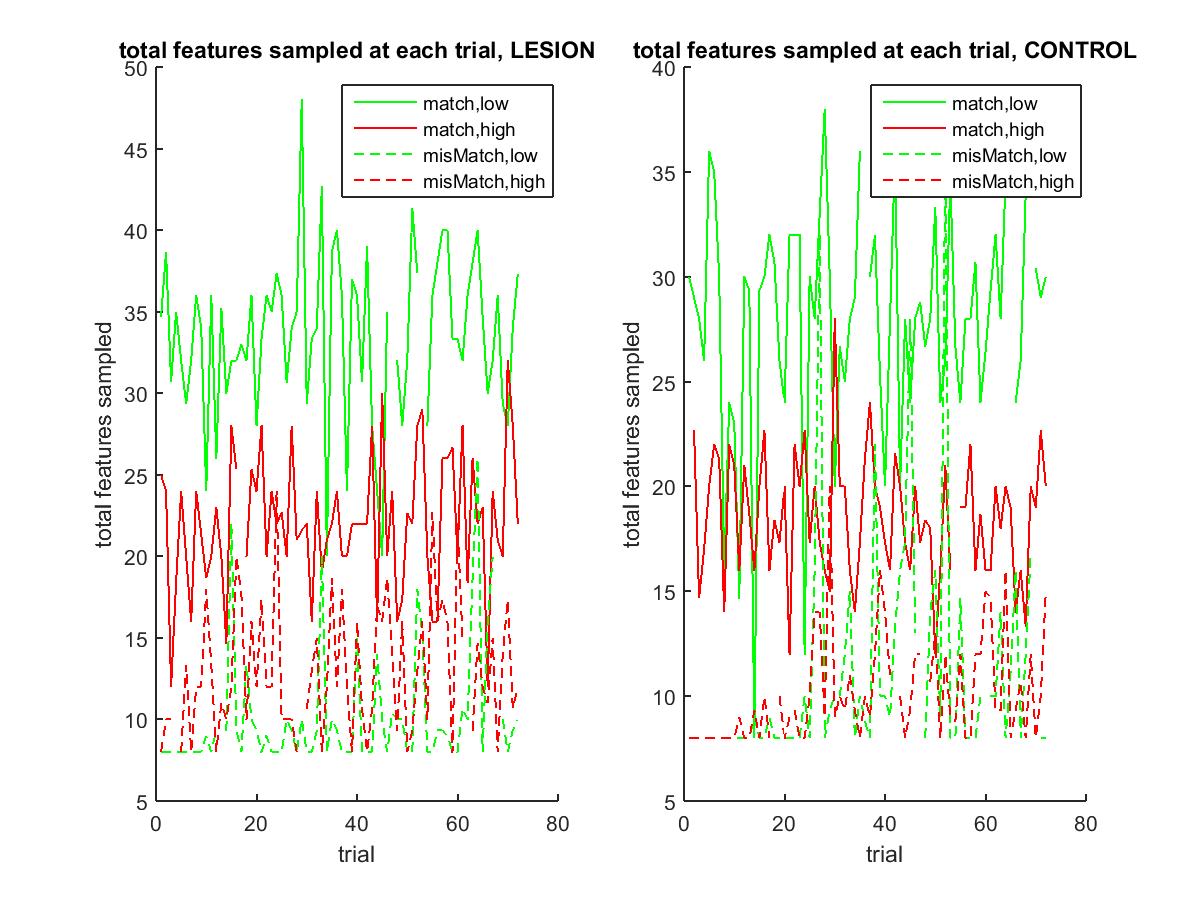 total features sampled at each trial, LESION
50
45
40
35
30
25
20
15
10
5
0
20
40
60
80
total features sampled
trial
match,low
match,high
misMatch,low
misMatch,high
total features sampled at each trial, CONTROL
40
35
30
25
20
15
10
5
0
20
40
60
80
total features sampled
trial
match,low
match,high
misMatch,low
misMatch,high